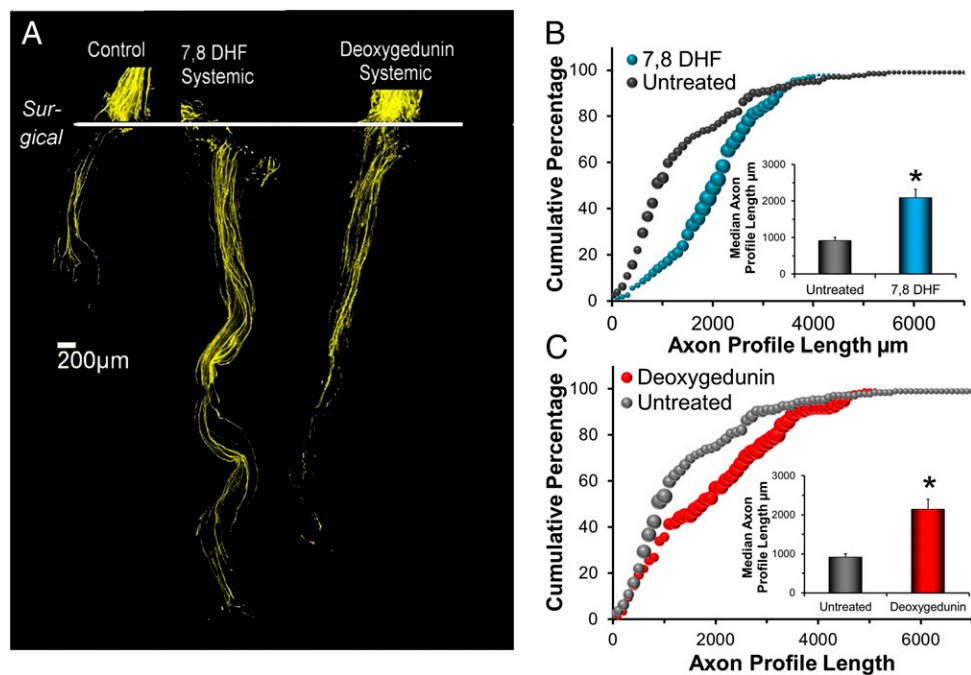 A
Control
7,8 DHF
Systemic
Deoxygedunin
Systemic
Sur-
gical
200µm
B
7,8 DHF
Untreated
Cumulative Percentage
100
80
60
40
20
0
0
2000
4000
6000
Axon Profile Length µm
Median Axon
Profile Length µm
3000
2000
1000
0
*
Untreated
7,8 DHF
C
Deoxygedunin
Untreated
Cumulative Percentage
100
80
60
40
20
0
0
2000
4000
6000
Axon Profile Length
Median Axon
Profile Length µm
3000
2000
1000
0
*
Untreated
Deoxygedunin